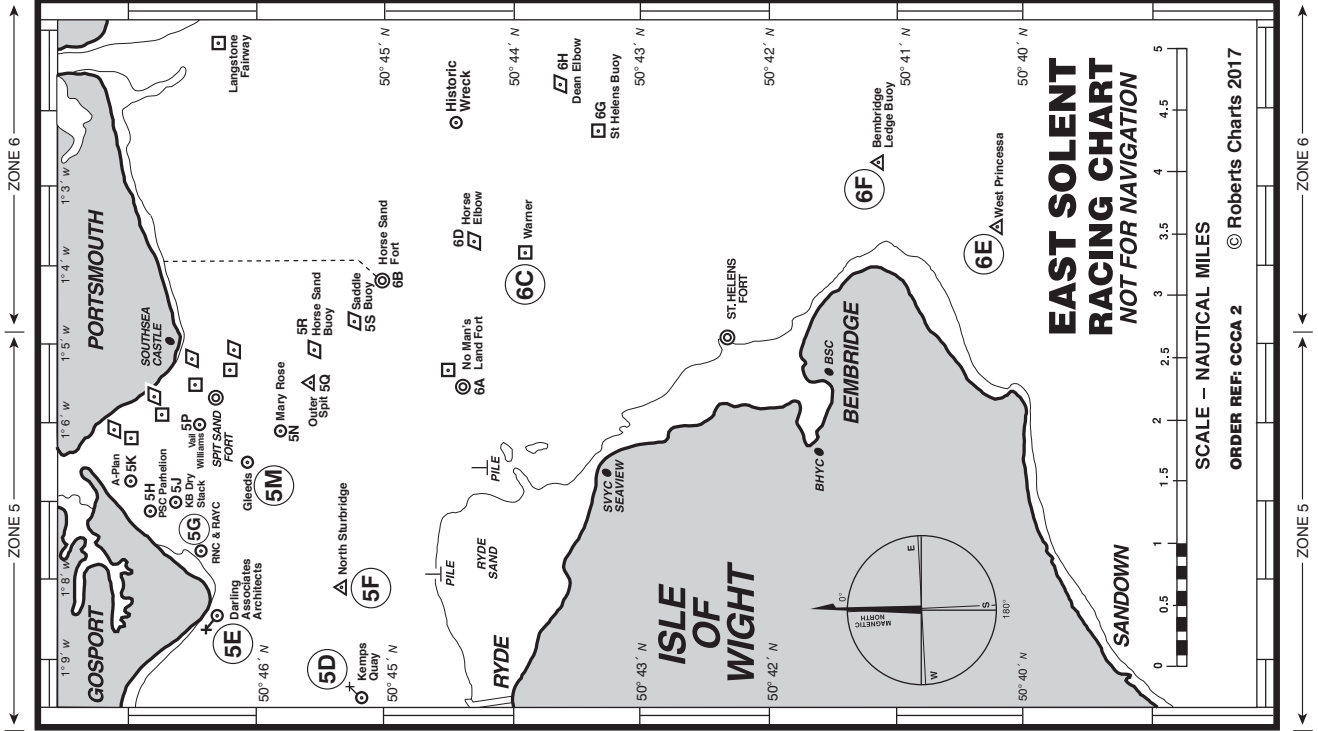 ZONE 6
ZONE 5
ZONE 6
ZONE 5
PORTSMOUTH
GOSPORT
SOUTHSEA
CASTLE
Langstone
Fairway
1° 3´ W
1° 4´ W
1° 5´ W
1° 6´ W
1° 8´ W
1° 9´ W
50° 45´ N
50° 44´ N
50° 43´ N
50° 42´ N
50° 41´ N
50° 40´ N
50° 46´ N
50° 45´ N
50° 43´ N
50° 42´ N
50° 40´ N
A-Plan
5K
5H
PSC Parhelion
5J
KB Dry
Stack
5G
RNC & RAYC
5P
Vail
Williams
SPIT SAND
FORT
Gleeds
5M
Mary Rose
5N
Outer
Spit 5Q
5R
Horse Sand
Buoy
Saddle
Buoy
5S
Horse Sand
Fort
6B
5E
Darling
Associates
Architects
5D
Kemps
Quay
North Sturbridge
5F
Historic
Wreck
6H
Dean Elbow
6G
St Helens Buoy
6D Horse
Elbow
6C
Warner
No Man's
Land Fort
6A
PILE
PILE
RYDE
SAND
RYDE
SVYC
SEAVIEW
ST. HELENS
FORT
BSC
BHYC
BEMBRIDGE
6F
Bembridge
Ledge Buoy
6E
West Princessa
ISLE
OF
WIGHT
0°
MAGNETIC
NORTH
E
S
180°
W
SANDOWN
EAST SOLENT
RACING CHART
NOT FOR NAVIGATION
0 0.5 1 1.5 2 2.5 3 3.5 4 4.5 5
SCALE – NAUTICAL MILES
ORDER REF: CCCA 2 © Roberts Charts 2017